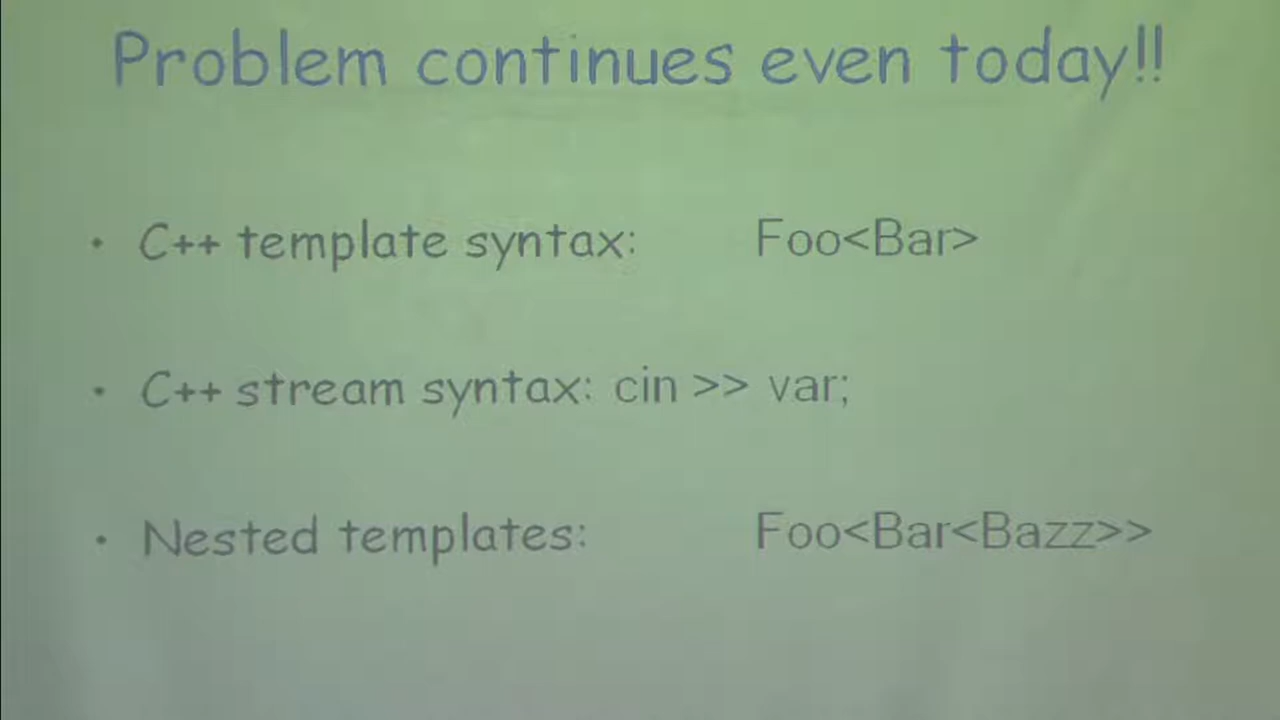 Problem continues even today!!
• C++ template syntax: Foo<Bar>
• C++ stream syntax: cin >> var;
• Nested templates: Foo<Bar<Bazz>>